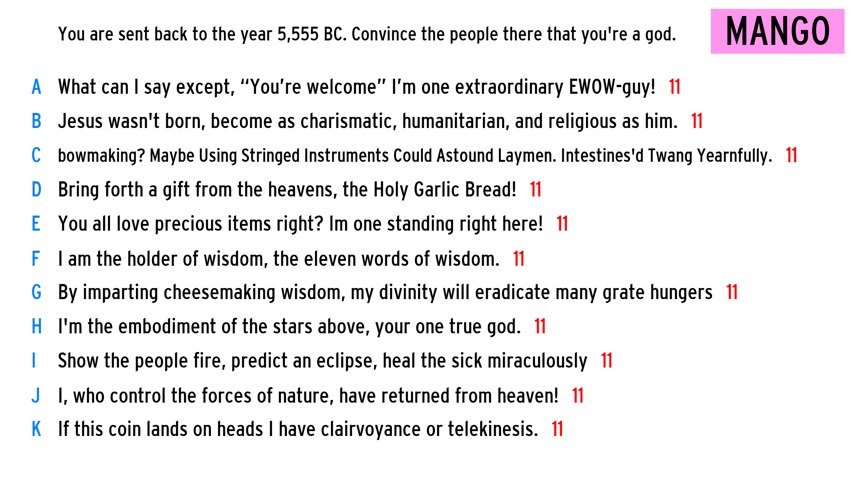 You are sent back to the year 5,555 BC. Convince the people there that you're a god. MANGO
A What can I say except, “You’re welcome” I’m one extraordinary EWOW-guy! 11
B Jesus wasn't born, become as charismatic, humanitarian, and religious as him. 11
C bowmaking? Maybe Using Stringed Instruments Could Astound Laymen. Intestines'd Twang Yearnfully. 11
D Bring forth a gift from the heavens, the Holy Garlic Bread! 11
E You all love precious items right? Im one standing right here! 11
F I am the holder of wisdom, the eleven words of wisdom. 11
G By imparting cheesemaking wisdom, my divinity will eradicate many grate hungers 11
H I'm the embodiment of the stars above, your one true god. 11
I Show the people fire, predict an eclipse, heal the sick miraculously 11
J I, who control the forces of nature, have returned from heaven! 11
K If this coin lands on heads I have clairvoyance or telekinesis. 11